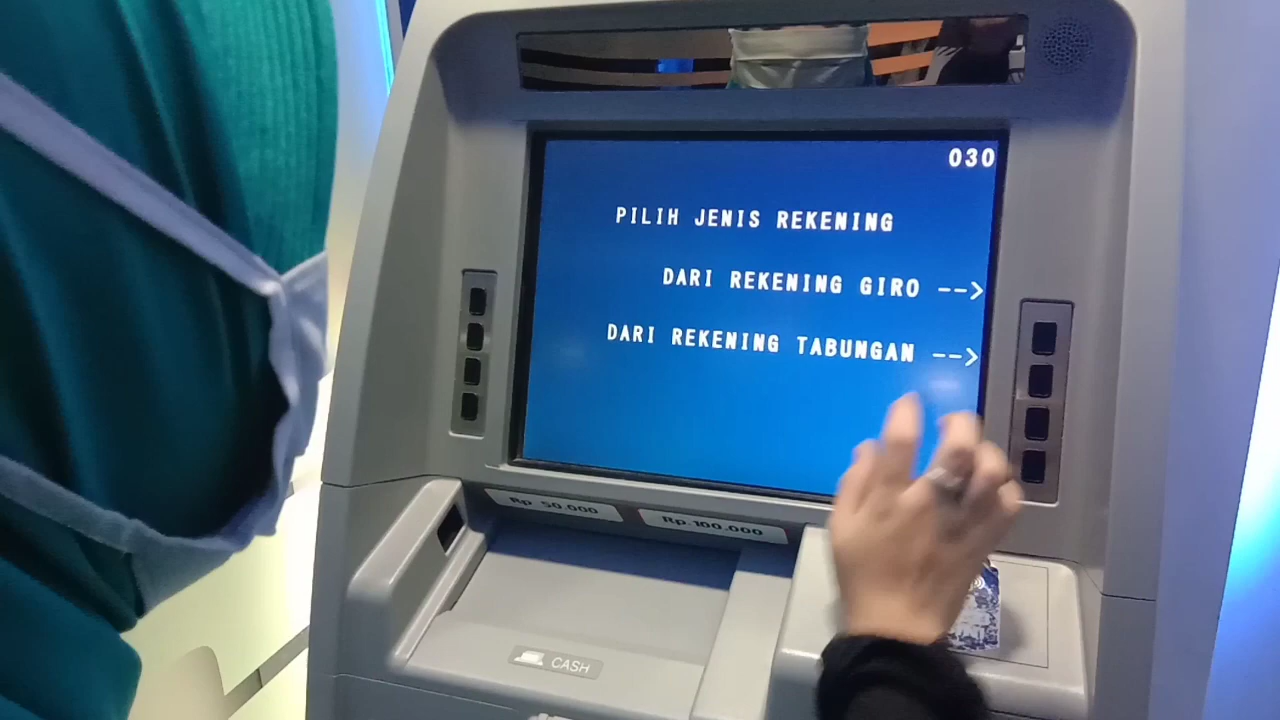 030
PILIH JENIS REKENING
DARI REKENING GIRO -->
DARI REKENING TABUNGAN -->
Rp 50.000
Rp.100.000
CASH